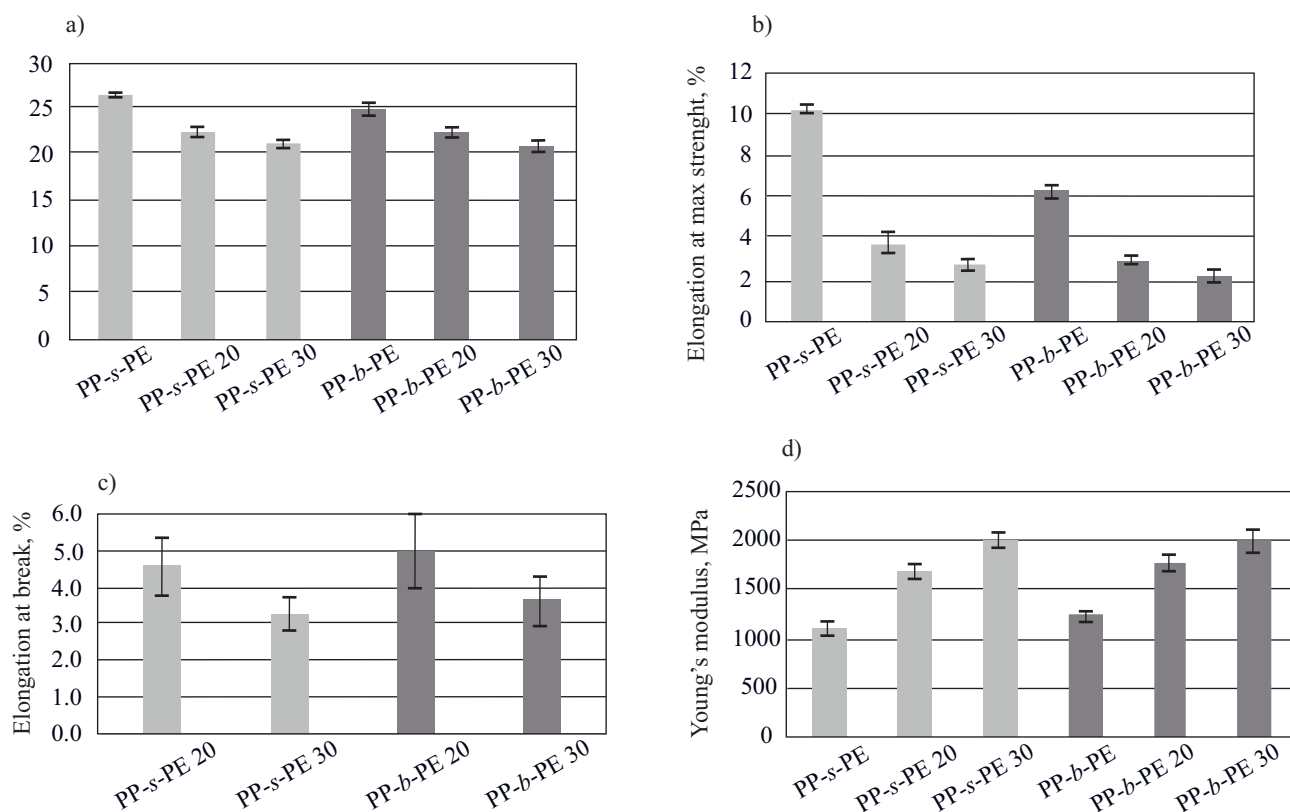 a)
30
25
20
15
10
5
0
PP-s-PE
PP-s-PE 20
PP-s-PE 30
PP-b-PE
PP-b-PE 20
PP-b-PE 30
b)
Elongation at max strenght, %
12
10
8
6
4
2
0
PP-s-PE
PP-s-PE 20
PP-s-PE 30
PP-b-PE
PP-b-PE 20
PP-b-PE 30
c)
Elongation at break, %
6.0
5.0
4.0
3.0
2.0
1.0
0.0
PP-s-PE 20
PP-s-PE 30
PP-b-PE 20
PP-b-PE 30
d)
Young's modulus, MPa
2500
2000
1500
1000
500
0
PP-s-PE
PP-s-PE 20
PP-s-PE 30
PP-b-PE
PP-b-PE 20
PP-b-PE 30